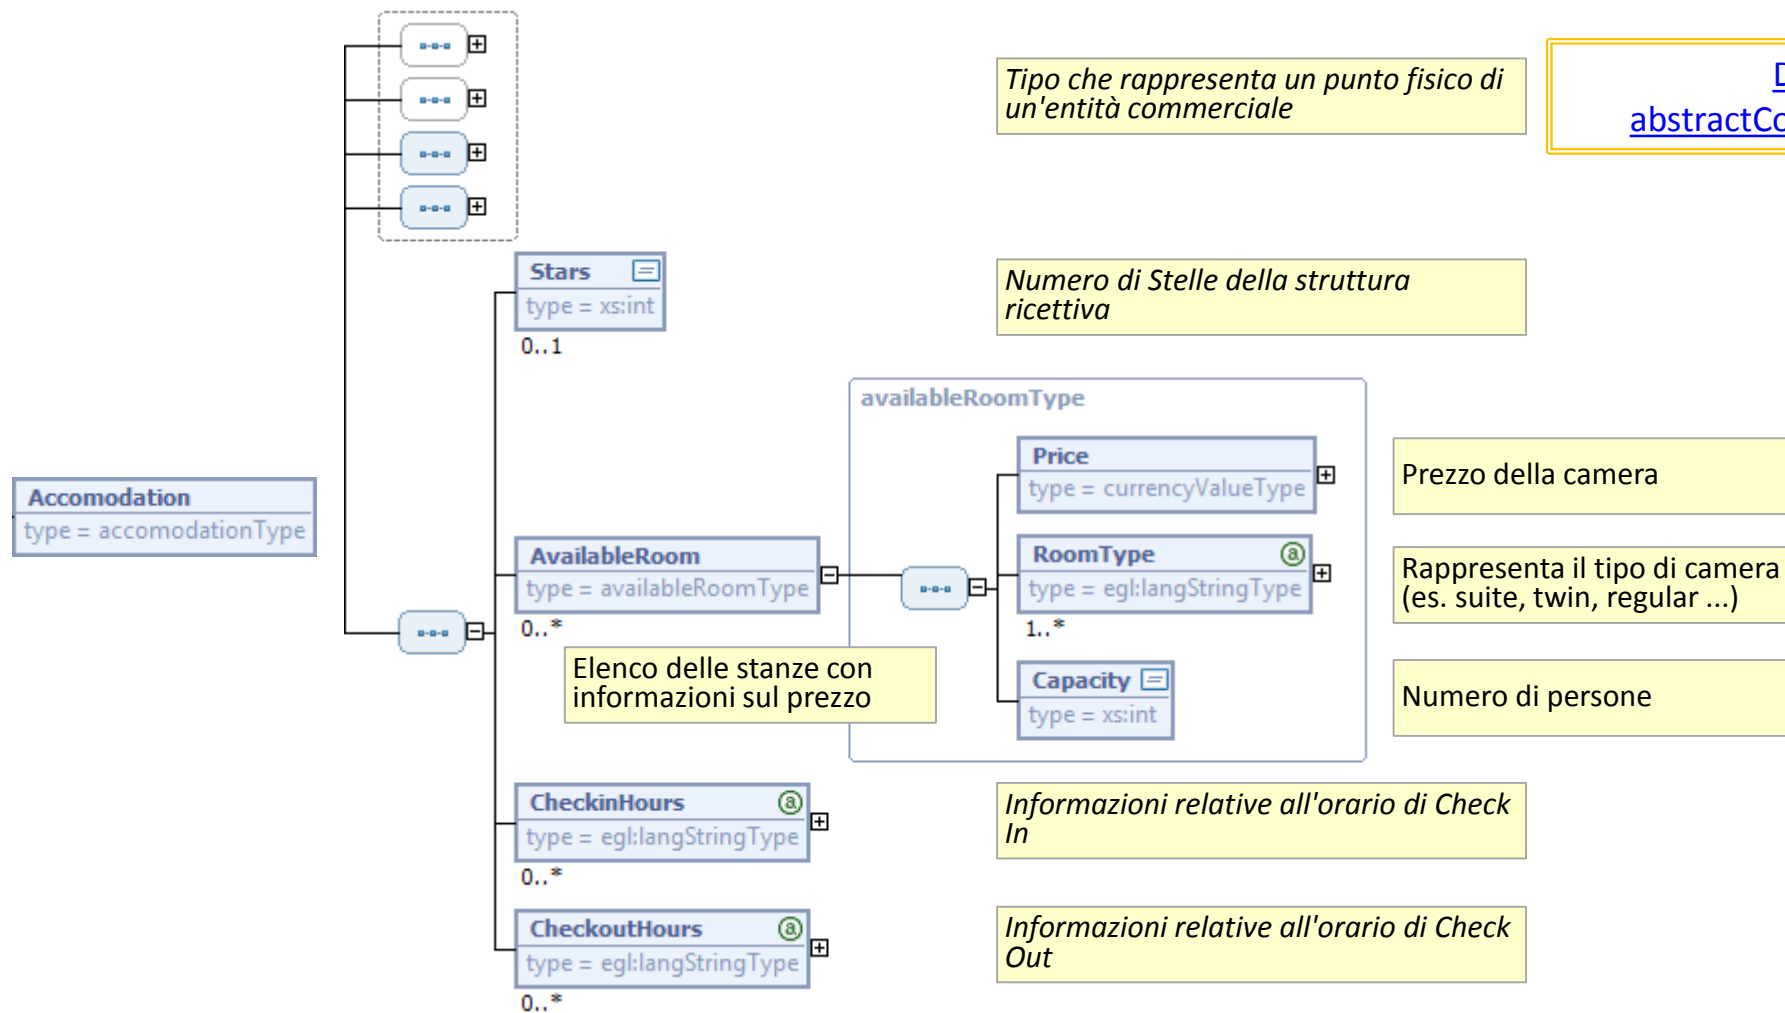 Tipo che rappresenta un punto fisico di
un'entità commerciale
Stars
type = xs:int
0..1
Numero di Stelle della struttura
ricettiva
availableRoomType
Price
type = currencyValueType
Prezzo della camera
Accomodation
type = accomodationType
AvailableRoom
type = availableRoomType
0..*
RoomType
type = egl:langStringType
1..*
Rappresenta il tipo di camera
(es. suite, twin, regular ...)
Elenco delle stanze con
informazioni sul prezzo
Capacity
type = xs:int
Numero di persone
CheckinHours
type = egl:langStringType
0..*
Informazioni relative all'orario di Check
In
CheckoutHours
type = egl:langStringType
0..*
Informazioni relative all'orario di Check
Out